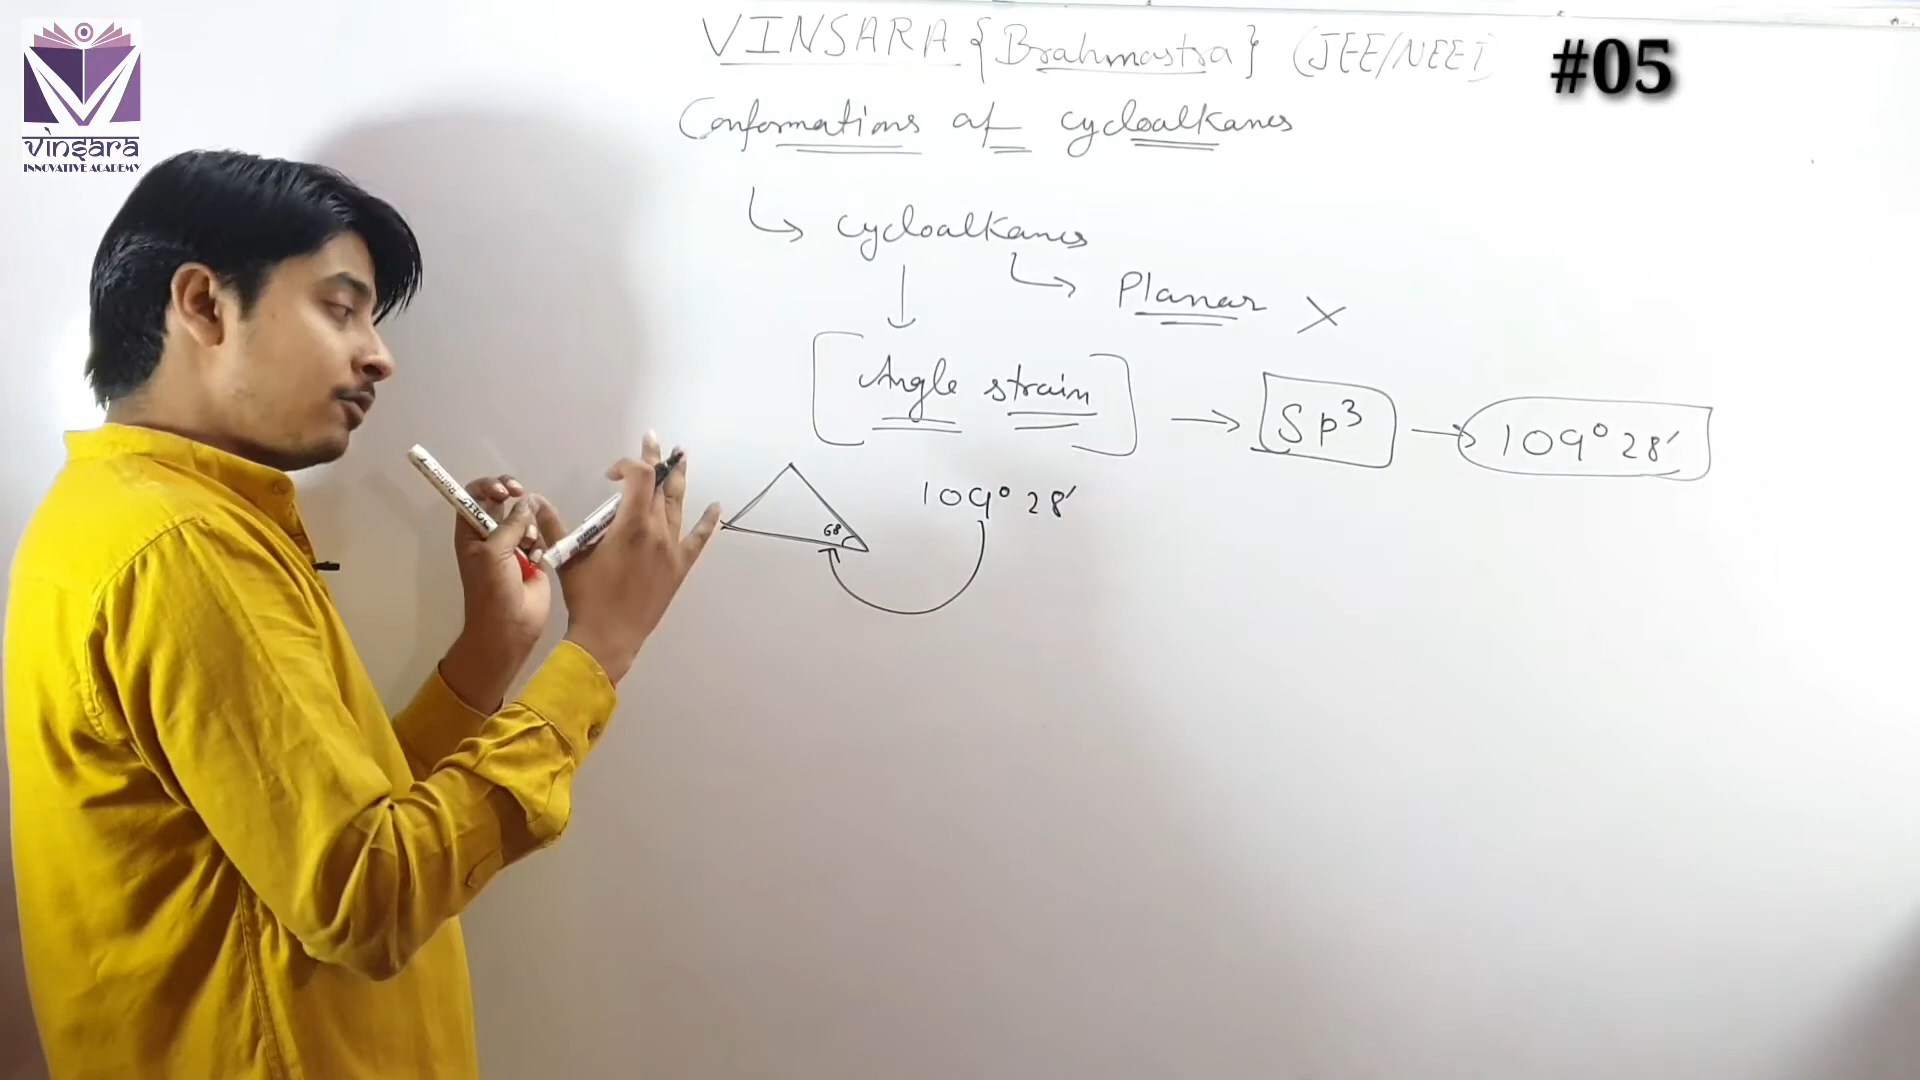 vinsara
INNOVATIVE ACADEMY
VINSARA {Brahmastra} (JEE/NEET) #05
Conformations of cycloalkanes
↳ cycloalkanes
↳ Planar X
[Angle strain] → Sp³ → 109° 28′
68
109° 28′